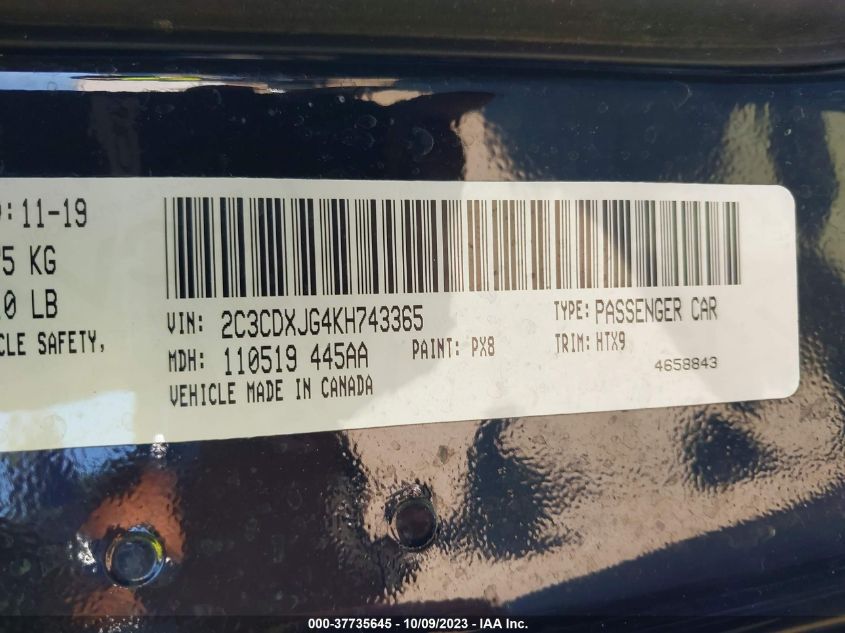 :11-19
5 KG
0 LB
CLE SAFETY,
VIN: 2C3CDXJG4KH743365
TYPE: PASSENGER CAR
MDH: 110519 445AA
PAINT: PX8
TRIM: HTX9
VEHICLE MADE IN CANADA
4658843
000-37735645 - 10/09/2023 - IAA Inc.